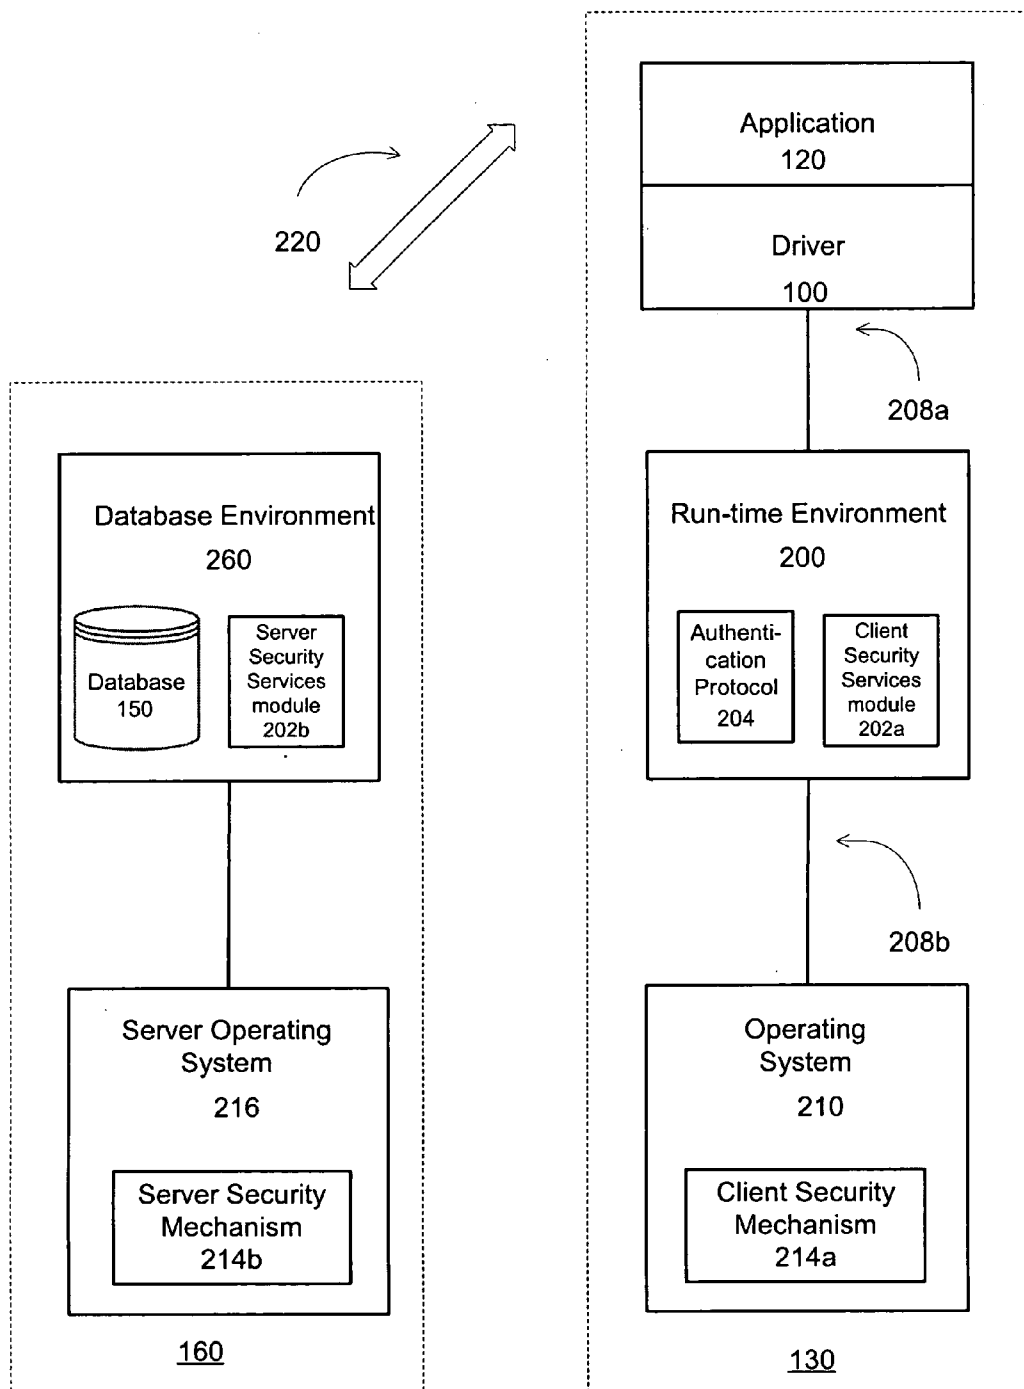 Application
120
Driver
100
220
208a
Database Environment
260
Database
150
Server
Security
Services
module
202b
Run-time Environment
200
Authenti-
cation
Protocol
204
Client
Security
Services
module
202a
208b
Server Operating
System
216
Server Security
Mechanism
214b
Operating
System
210
Client Security
Mechanism
214a
160
130